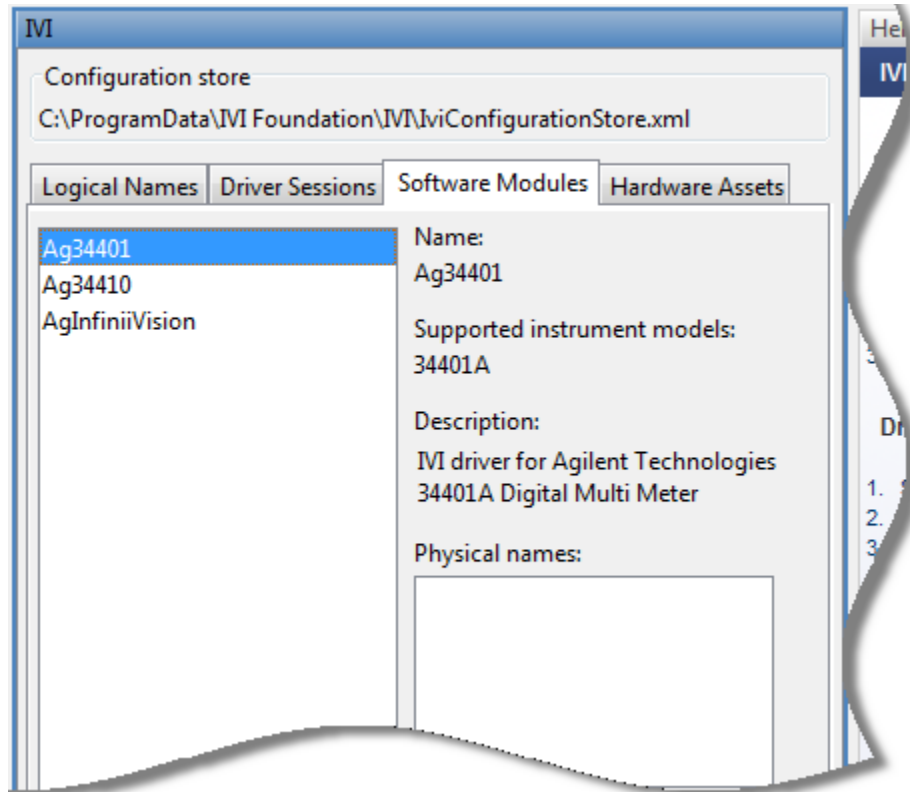 IVI
Configuration store
C:\ProgramData\IVI Foundation\IVI\IviConfigurationStore.xml
Logical Names
Driver Sessions
Software Modules
Hardware Assets
Ag34401
Ag34410
AgInfiniiVision
Name:
Ag34401
Supported instrument models:
34401A
Description:
IVI driver for Agilent Technologies
34401A Digital Multi Meter
Physical names:
1.
2.